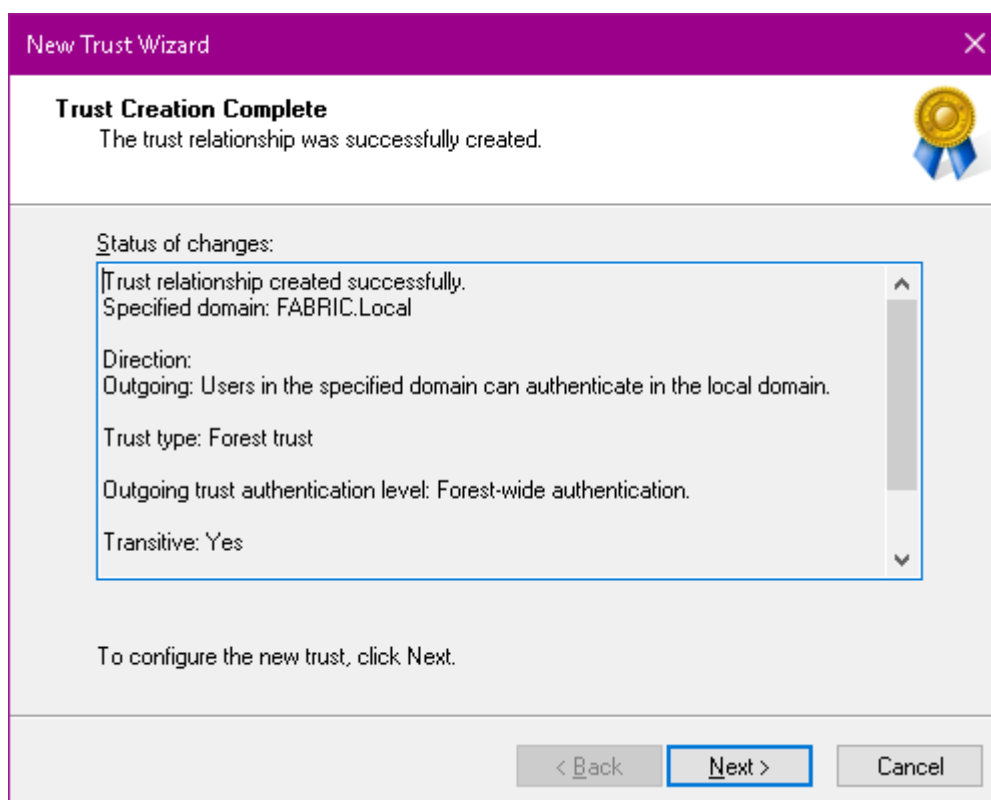 New Trust Wizard
Trust Creation Complete
The trust relationship was successfully created.
Status of changes:
Trust relationship created successfully.
Specified domain: FABRIC.Local
Direction:
Outgoing: Users in the specified domain can authenticate in the local domain.
Trust type: Forest trust
Outgoing trust authentication level: Forest-wide authentication.
Transitive: Yes
To configure the new trust, click Next.
< Back
Next >
Cancel